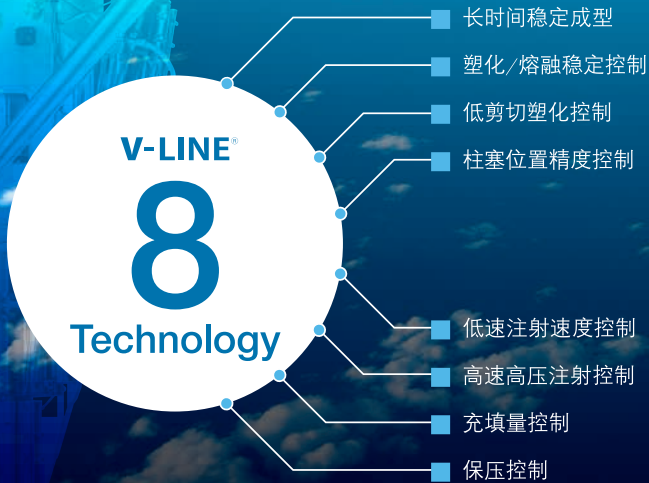 V-LINE®
8
Technology
长时间稳定成型
塑化/熔融稳定控制
低剪切塑化控制
柱塞位置精度控制
低速注射速度控制
高速高压注射控制
充填量控制
保压控制